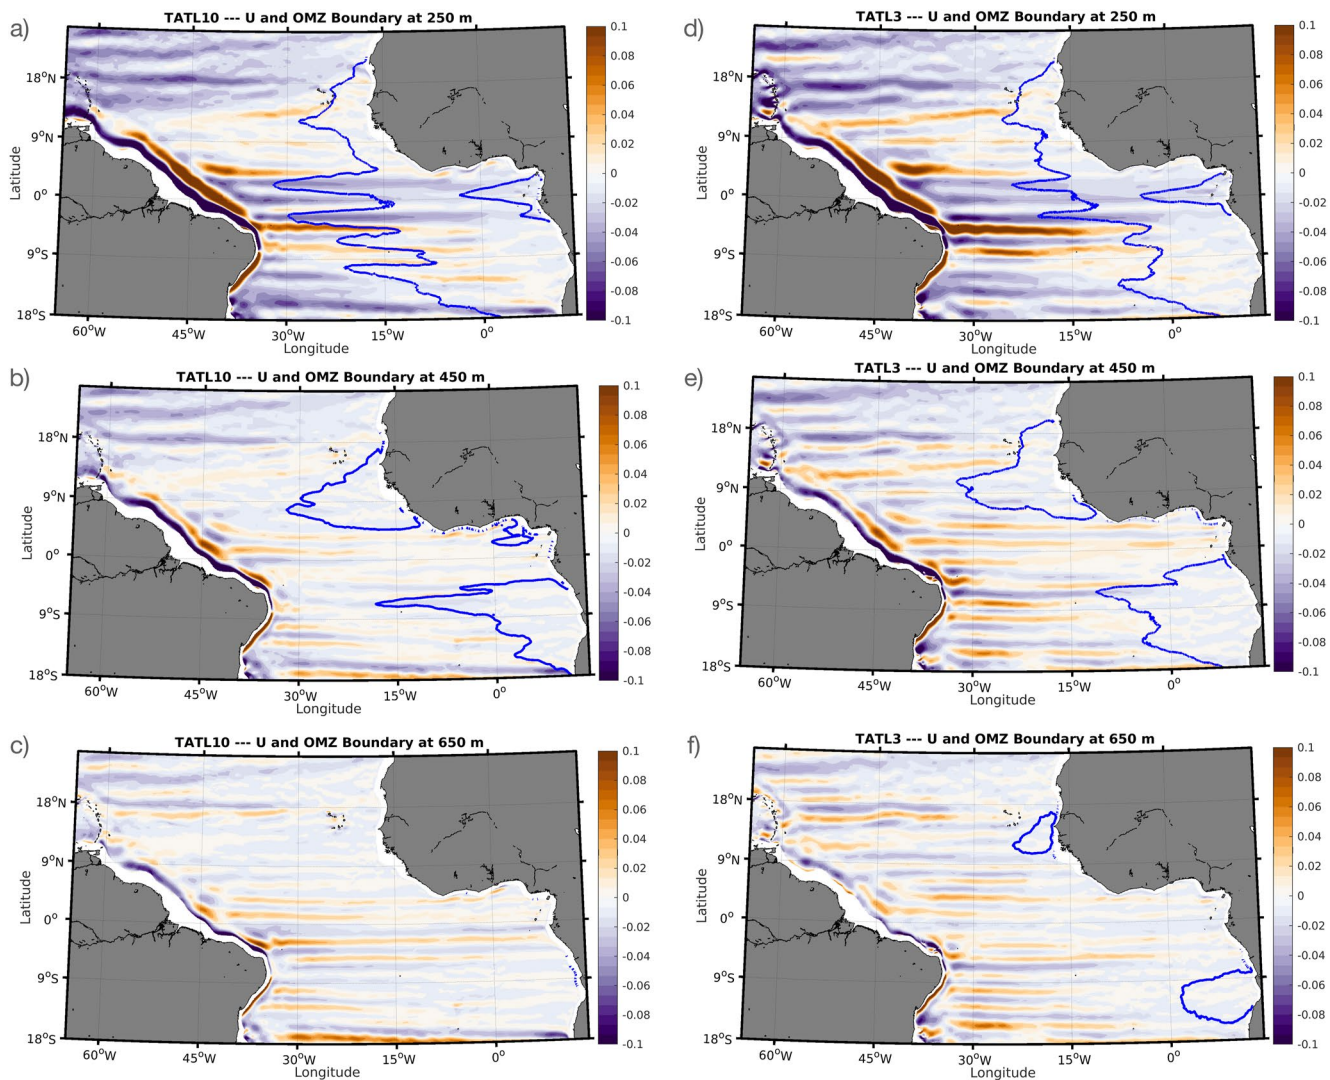 a)
TATL10 --- U and OMZ Boundary at 250 m
18°N
9°N
0°
9°S
18°S
Latitude
60°W
45°W
30°W
15°W
0°
Longitude
0.1
0.08
0.06
0.04
0.02
0
-0.02
-0.04
-0.06
-0.08
-0.1
d)
TATL3 --- U and OMZ Boundary at 250 m
18°N
9°N
0°
9°S
18°S
Latitude
60°W
45°W
30°W
15°W
0°
Longitude
0.1
0.08
0.06
0.04
0.02
0
-0.02
-0.04
-0.06
-0.08
-0.1
b)
TATL10 --- U and OMZ Boundary at 450 m
18°N
9°N
0°
9°S
18°S
Latitude
60°W
45°W
30°W
15°W
0°
Longitude
0.1
0.08
0.06
0.04
0.02
0
-0.02
-0.04
-0.06
-0.08
-0.1
e)
TATL3 --- U and OMZ Boundary at 450 m
18°N
9°N
0°
9°S
18°S
Latitude
60°W
45°W
30°W
15°W
0°
Longitude
0.1
0.08
0.06
0.04
0.02
0
-0.02
-0.04
-0.06
-0.08
-0.1
c)
TATL10 --- U and OMZ Boundary at 650 m
18°N
9°N
0°
9°S
18°S
Latitude
60°W
45°W
30°W
15°W
0°
Longitude
0.1
0.08
0.06
0.04
0.02
0
-0.02
-0.04
-0.06
-0.08
-0.1
f)
TATL3 --- U and OMZ Boundary at 650 m
18°N
9°N
0°
9°S
18°S
Latitude
60°W
45°W
30°W
15°W
0°
Longitude
0.1
0.08
0.06
0.04
0.02
0
-0.02
-0.04
-0.06
-0.08
-0.1